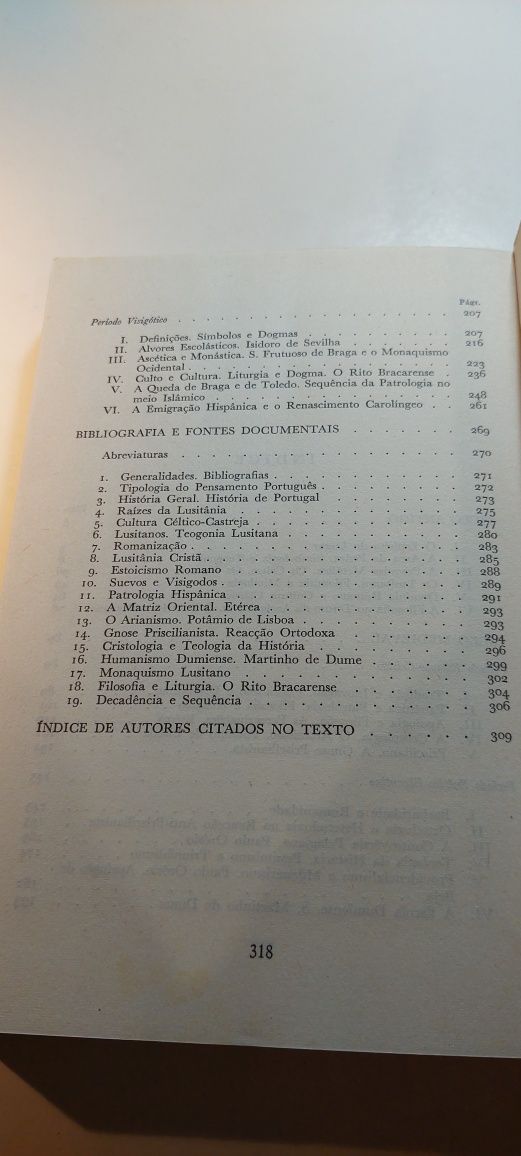 Págs.
Período Visigótico . . . . . . . . . . . . . . . . 207
I. Definições. Símbolos e Dogmas . . . . . . . . . . 207
II. Alvores Escolásticos. Isidoro de Sevilha . . . . . . . 216
III. Ascética e Monástica. S. Frutuoso de Braga e o Monaquismo
Ocidental . . . . . . . . . . . . . . . . 223
IV. Culto e Cultura. Liturgia e Dogma. O Rito Bracarense . 236
V. A Queda de Braga e de Toledo. Sequência da Patrologia no
meio Islâmico . . . . . . . . . . . . . . 248
VI. A Emigração Hispânica e o Renascimento Carolíngeo . . 261
BIBLIOGRAFIA E FONTES DOCUMENTAIS . . . . . . . 269
Abreviaturas . . . . . . . . . . . . . . . . 270
1. Generalidades. Bibliografias . . . . . . . . . . . 271
2. Tipologia do Pensamento Português . . . . . . . . . 272
3. História Geral. História de Portugal . . . . . . . . 273
4. Raízes da Lusitânia . . . . . . . . . . . . . 275
5. Cultura Céltico-Castreja . . . . . . . . . . . . 277
6. Lusitanos. Teogonia Lusitana . . . . . . . . . . 280
7. Romanização . . . . . . . . . . . . . . . 283
8. Lusitânia Cristã . . . . . . . . . . . . . . 285
9. Estoicismo Romano . . . . . . . . . . . . . 288
10. Suevos e Visigodos . . . . . . . . . . . . . . 289
11. Patrologia Hispânica . . . . . . . . . . . . . 291
12. A Matriz Oriental. Etérea . . . . . . . . . . . 293
13. O Arianismo. Potâmio de Lisboa . . . . . . . . . 293
14. Gnose Priscilianista. Reacção Ortodoxa . . . . . . . 294
15. Cristologia e Teologia da História . . . . . . . . . 296
16. Humanismo Dumiense. Martinho de Dume . . . . . . 299
17. Monaquismo Lusitano . . . . . . . . . . . . . 302
18. Filosofia e Liturgia. O Rito Bracarense . . . . . . . 304
19. Decadência e Sequência . . . . . . . . . . . . . 306
ÍNDICE DE AUTORES CITADOS NO TEXTO . . . . . . 309
318